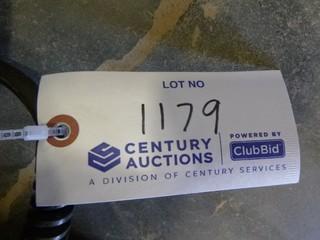 LOT NO
1179
CENTURY AUCTIONS
POWERED BY
ClubBid
A DIVISION OF CENTURY SERVICES